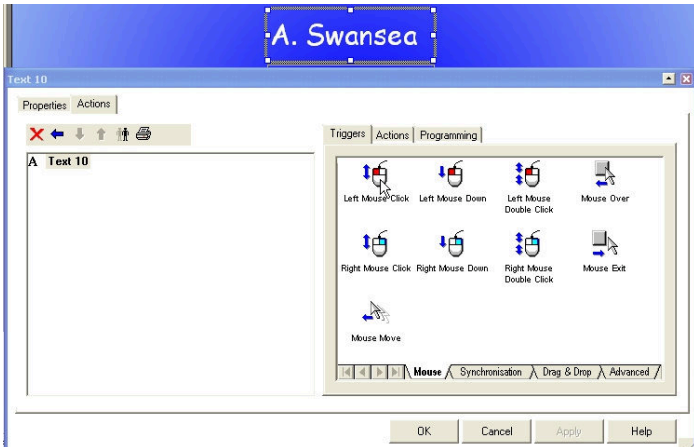 A. Swansea
Text 10
Properties Actions
A Text 10
Triggers Actions Programming
Left Mouse Click Left Mouse Down Left Mouse Double Click Mouse Over
Right Mouse Click Right Mouse Down Right Mouse Double Click Mouse Exit
Mouse Move
Mouse Synchronisation Drag & Drop Advanced
OK Cancel Apply Help